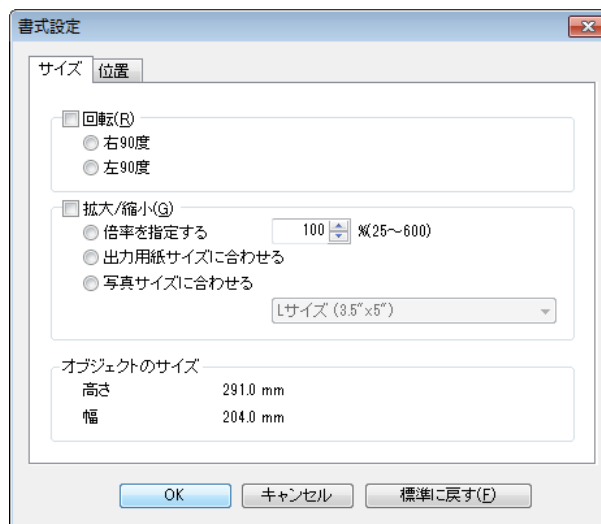 書式設定
サイズ 位置
回転(R)
右90度
左90度
拡大/縮小(G)
倍率を指定する 100 %(25～600)
出力用紙サイズに合わせる
写真サイズに合わせる
Lサイズ (3.5"x5")
オブジェクトのサイズ
高さ 291.0 mm
幅 204.0 mm
OK キャンセル 標準に戻す(F)